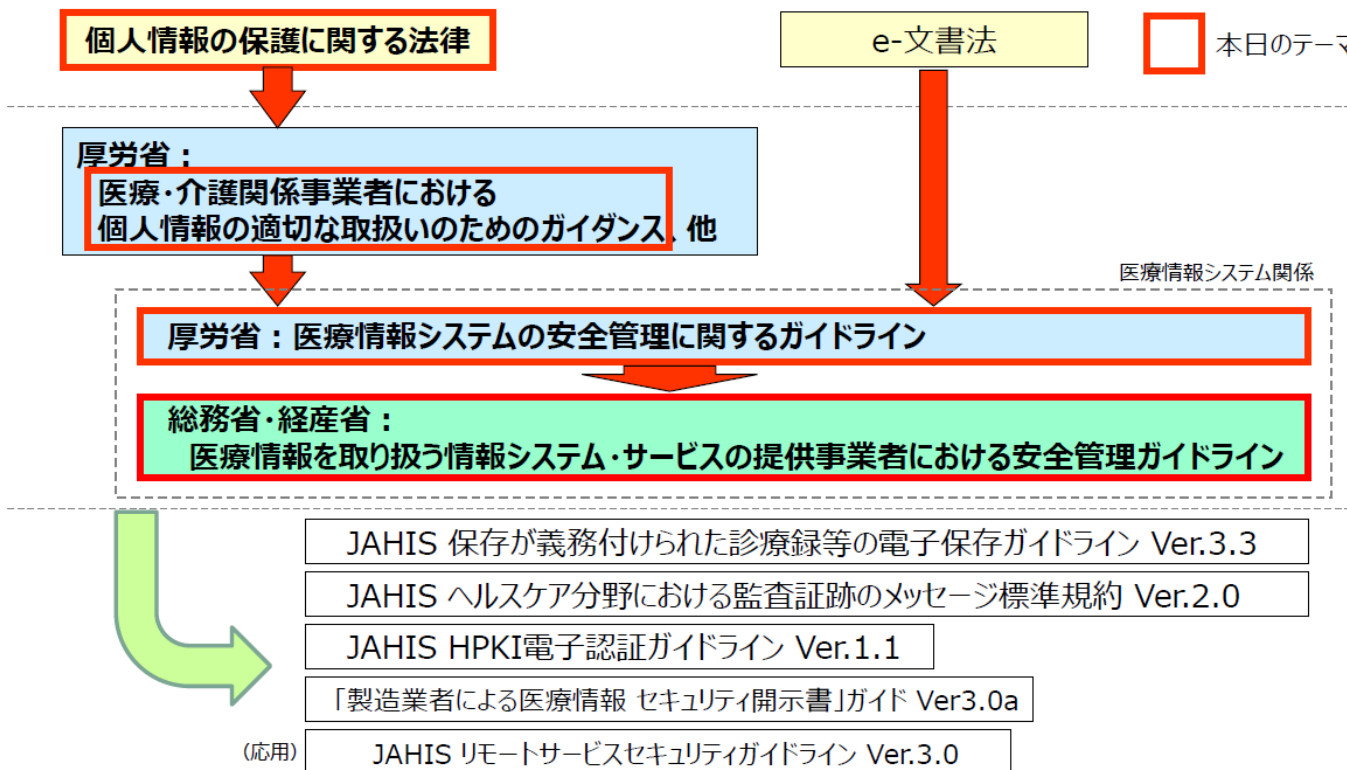 個人情報の保護に関する法律
e-文書法
本日のテーマ
厚労省：
医療・介護関係事業者における
個人情報の適切な取扱いのためのガイダンス、他
医療情報システム関係
厚労省：医療情報システムの安全管理に関するガイドライン
総務省・経産省：
医療情報を取り扱う情報システム・サービスの提供事業者における安全管理ガイドライン
JAHIS 保存が義務付けられた診療録等の電子保存ガイドライン Ver.3.3
JAHIS ヘルスケア分野における監査証跡のメッセージ標準規約 Ver.2.0
JAHIS HPKI電子認証ガイドライン Ver.1.1
「製造業者による医療情報 セキュリティ開示書」ガイド Ver3.0a
（応用）
JAHIS リモートサービスセキュリティガイドライン Ver.3.0